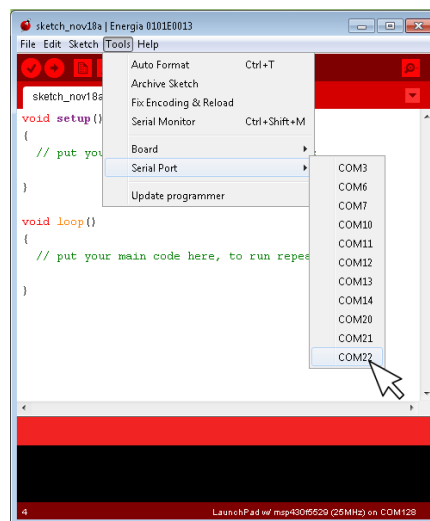 sketch_nov18a | Energia 0101E0013
File Edit Sketch Tools Help
Auto Format Ctrl+T
Archive Sketch
sketch_nov18a
Fix Encoding & Reload
void setup()
Serial Monitor Ctrl+Shift+M
{
// put you
Board
Serial Port
COM3
}
COM6
Update programmer
COM7
void loop()
COM10
{
COM11
// put your main code here, to run repea
COM12
COM13
}
COM14
COM20
COM21
COM22
4
LaunchPad w/ msp430f5529 (25MHz) on COM128